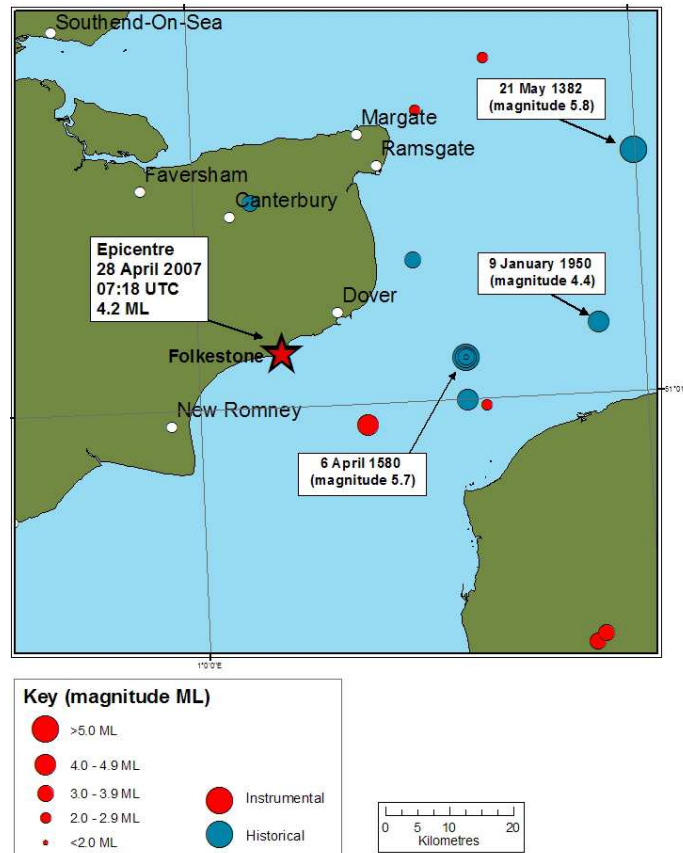 Southend-On-Sea
21 May 1382
(magnitude 5.8)
Margate
Ramsgate
Faversham
Canterbury
Epicentre
28 April 2007
07:18 UTC
4.2 ML
9 January 1950
(magnitude 4.4)
Dover
Folkestone
51°0'0"N
New Romney
6 April 1580
(magnitude 5.7)
1°0'0"E
Key (magnitude ML)
>5.0 ML
4.0 - 4.9 ML
3.0 - 3.9 ML
2.0 - 2.9 ML
<2.0 ML
Instrumental
Historical
0 5 10 20
Kilometres